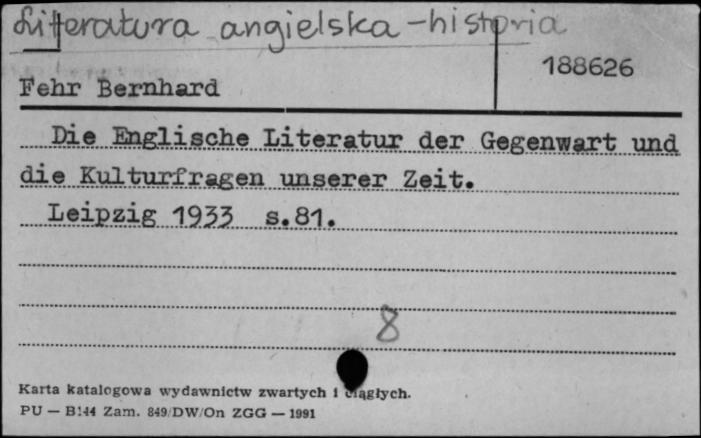 Literatura angielska - historia
188626
Fehr Bernhard
Die Englische Literatur der Gegenwart und
die Kulturfragen unserer Zeit.
Leipzig 1933 s.81.
8
Karta katalogowa wydawnictw zwartych i ciągłych.
PU — B144 Zam. 849/DW/On ZGG — 1991